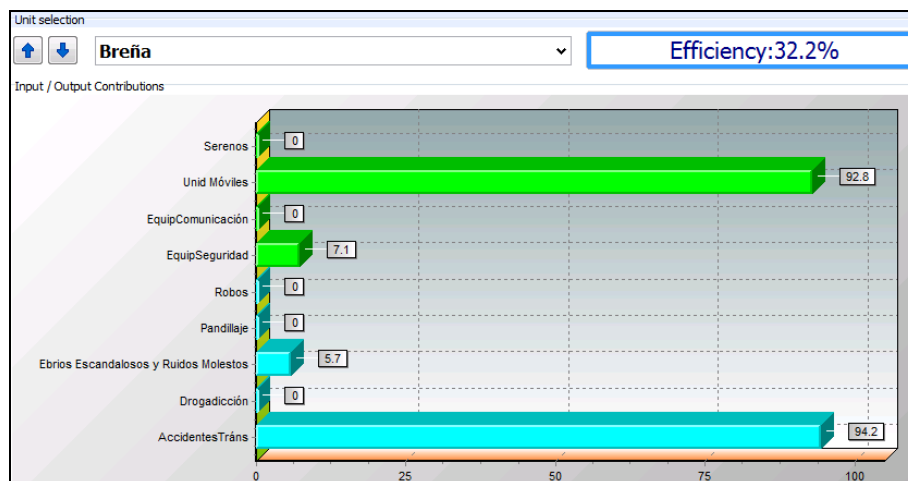 Unit selection
Breña
Efficiency:32.2%
Input / Output Contributions
Serenos 0
Unid Móviles 92.8
EquipComunicación 0
EquipSeguridad 7.1
Robos 0
Pandillaje 0
Ebrios Escandalosos y Ruidos Molestos 5.7
Drogadicción 0
AccidentesTráns 94.2
0 25 50 75 100